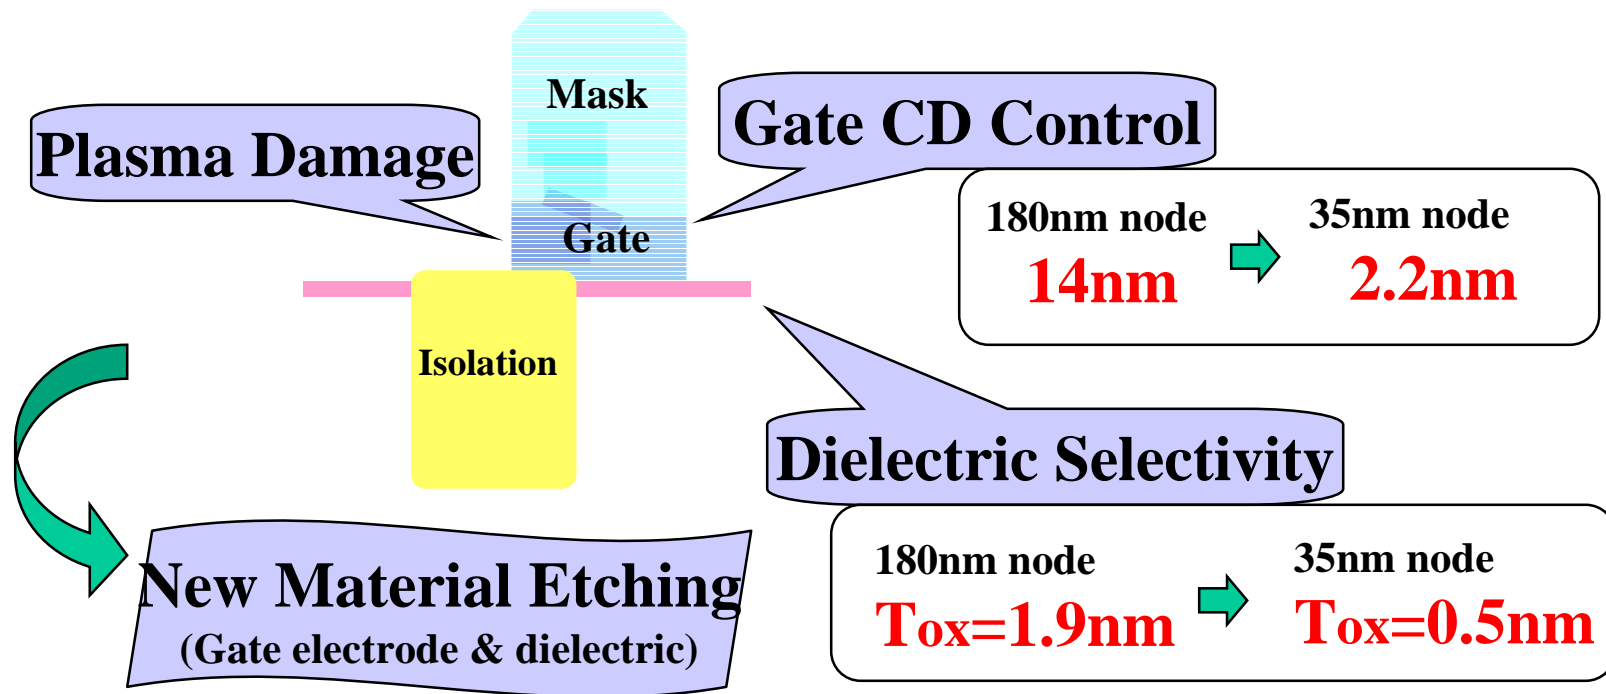 Mask
Plasma Damage
Gate CD Control
Gate
180nm node
35nm node
14nm
2.2nm
Isolation
Dielectric Selectivity
180nm node
35nm node
Tox=1.9nm
Tox=0.5nm
New Material Etching
(Gate electrode & dielectric)